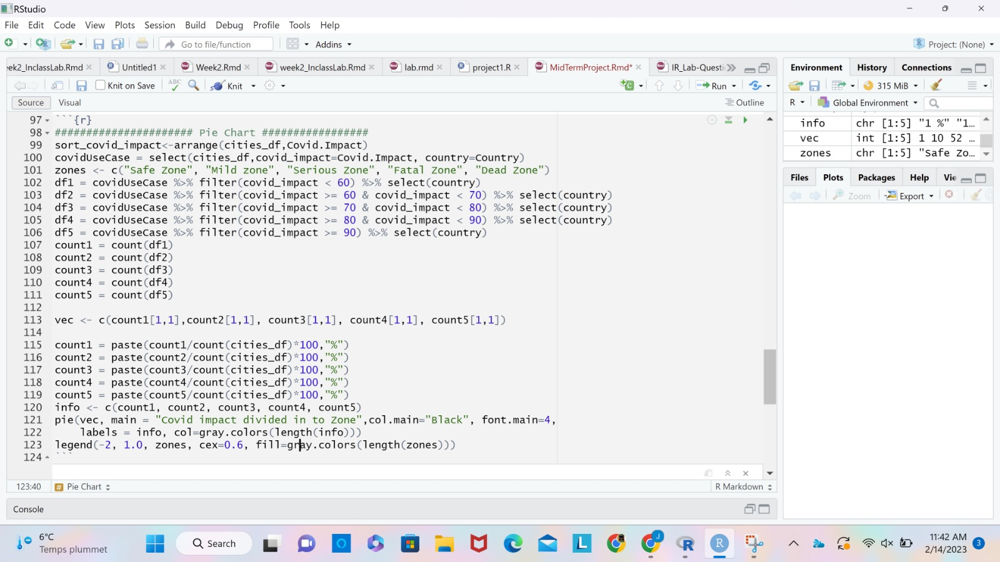 RStudio
File Edit Code View Plots Session Build Debug Profile Tools Help
Go to file/function Addins Project: (None)
eek2_InclassLab.Rmd Untitled1 Week2.Rmd week2_InclassLab.Rmd lab.rmd project1.R MidTermProject.Rmd* IR_Lab-Questi
Knit on Save ABC Knit Run
Source Visual Outline
97 ```{r}
98 ###################### Pie Chart #################
99 sort_covid_impact<-arrange(cities_df,Covid.Impact)
100 covidUseCase = select(cities_df,covid_impact=Covid.Impact, country=Country)
101 zones <- c("Safe Zone", "Mild zone", "Serious Zone", "Fatal Zone", "Dead Zone")
102 df1 = covidUseCase %>% filter(covid_impact < 60) %>% select(country)
103 df2 = covidUseCase %>% filter(covid_impact >= 60 & covid_impact < 70) %>% select(country)
104 df3 = covidUseCase %>% filter(covid_impact >= 70 & covid_impact < 80) %>% select(country)
105 df4 = covidUseCase %>% filter(covid_impact >= 80 & covid_impact < 90) %>% select(country)
106 df5 = covidUseCase %>% filter(covid_impact >= 90) %>% select(country)
107 count1 = count(df1)
108 count2 = count(df2)
109 count3 = count(df3)
110 count4 = count(df4)
111 count5 = count(df5)
112
113 vec <- c(count1[1,1],count2[1,1], count3[1,1], count4[1,1], count5[1,1])
114
115 count1 = paste(count1/count(cities_df)*100,"%")
116 count2 = paste(count2/count(cities_df)*100,"%")
117 count3 = paste(count3/count(cities_df)*100,"%")
118 count4 = paste(count4/count(cities_df)*100,"%")
119 count5 = paste(count5/count(cities_df)*100,"%")
120 info <- c(count1, count2, count3, count4, count5)
121 pie(vec, main = "Covid impact divided in to Zone",col.main="Black", font.main=4,
122 labels = info, col=gray.colors(length(info)))
123 legend(-2, 1.0, zones, cex=0.6, fill=gray.colors(length(zones)))
124 ```
123:40 # Pie Chart R Markdown
Console
Environment History Connections
315 MiB
R Global Environment
info chr [1:5] "1 %" "1…
vec int [1:5] 1 10 52 …
zones chr [1:5] "Safe Zo…
Files Plots Packages Help Vie
Zoom Export
6°C
Temps plummet
Search
L
J
R
11:42 AM
2/14/2023
3